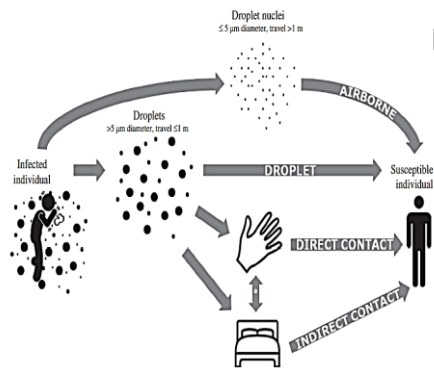 Droplet nuclei
≤ 5 µm diameter, travel >1 m
AIRBORNE
Droplets
>5 µm diameter, travel ≤1 m
Infected
individual
DROPLET
Susceptible
individual
DIRECT CONTACT
INDIRECT CONTACT